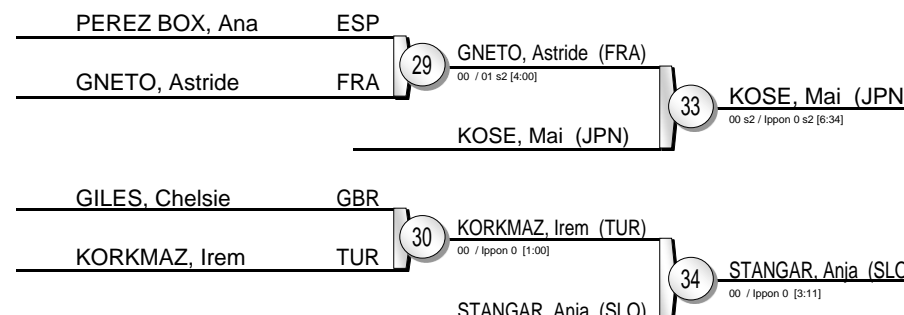 PEREZ BOX, Ana ESP
GNETO, Astride FRA
29
GNETO, Astride (FRA)
00 / 01 s2 [4:00]
KOSE, Mai (JPN)
33
KOSE, Mai (JPN
00 s2 / Ippon 0 s2 [6:34]
GILES, Chelsie GBR
KORKMAZ, Irem TUR
30
KORKMAZ, Irem (TUR)
00 / Ippon 0 [1:00]
STANGAR, Anja (SLO)
34
STANGAR, Anja (SLO
00 / Ippon 0 [3:11]